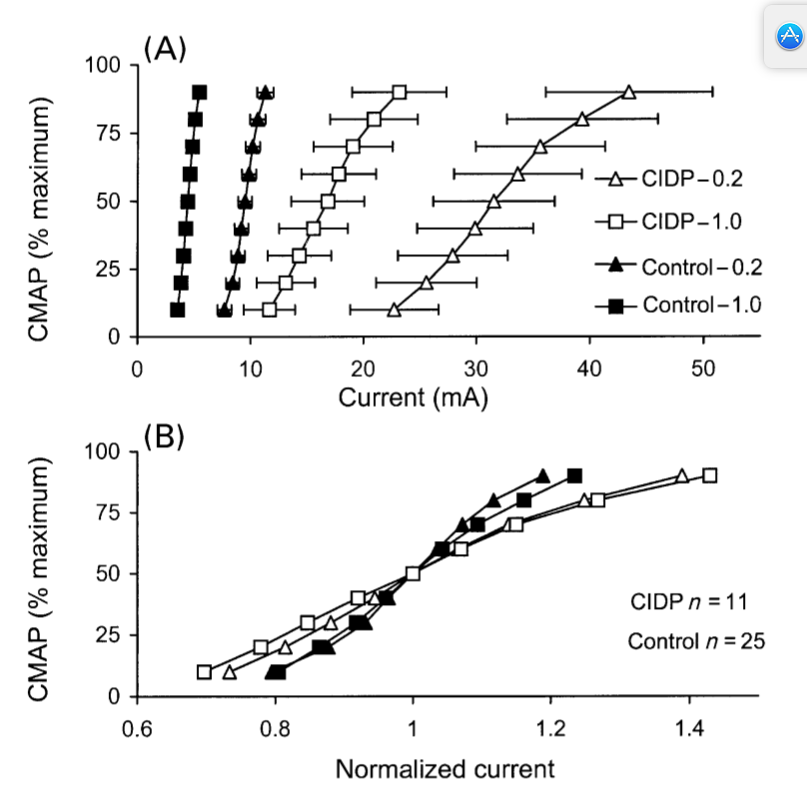 (A)
100
75
50
25
0
CMAP (% maximum)
0 10 20 30 40 50
Current (mA)
CIDP–0.2
CIDP–1.0
Control–0.2
Control–1.0
(B)
100
75
50
25
0
CMAP (% maximum)
CIDP n = 11
Control n = 25
0.6 0.8 1 1.2 1.4
Normalized current